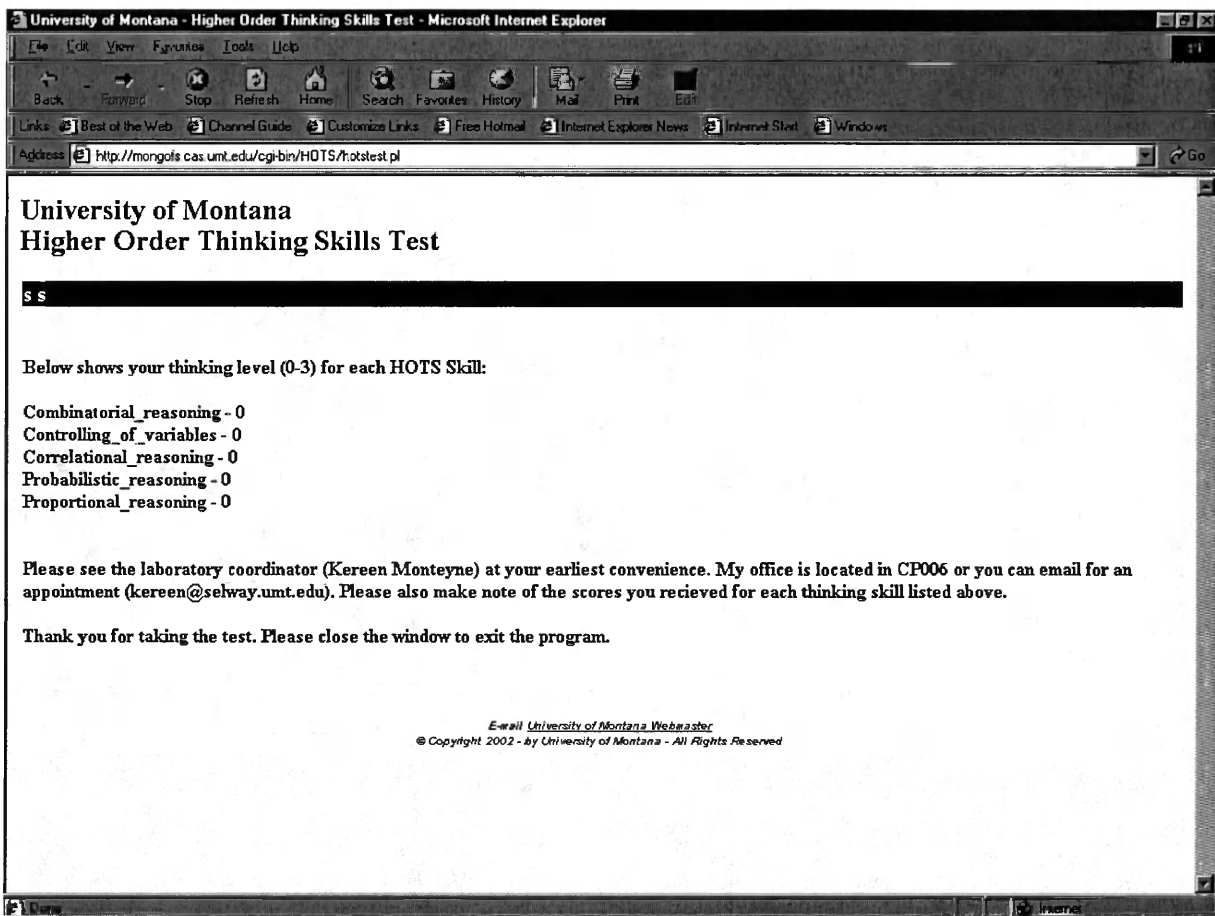 University of Montana - Higher Order Thinking Skills Test - Microsoft Internet Explorer
File Edit View Favorites Tools Help
Back Forward Stop Refresh Home Search Favorites History Mail Print Edit
Links Best of the Web Channel Guide Customize Links Free Hotmail Internet Explorer News Internet Start Windows
Address http://mongols.cas.umt.edu/cgi-bin/HOTS/hotstest.pl Go
University of Montana
Higher Order Thinking Skills Test
s s
Below shows your thinking level (0-3) for each HOTS Skill:
Combinatorial_reasoning - 0
Controlling_of_variables - 0
Correlational_reasoning - 0
Probabilistic_reasoning - 0
Proportional_reasoning - 0
Please see the laboratory coordinator (Kereen Monteyne) at your earliest convenience. My office is located in CP006 or you can email for an
appointment (kereen@selway.umt.edu). Please also make note of the scores you recieved for each thinking skill listed above.
Thank you for taking the test. Please close the window to exit the program.
E-mail University of Montana Webmaster
© Copyright 2002 - by University of Montana - All Rights Reserved
Done Internet